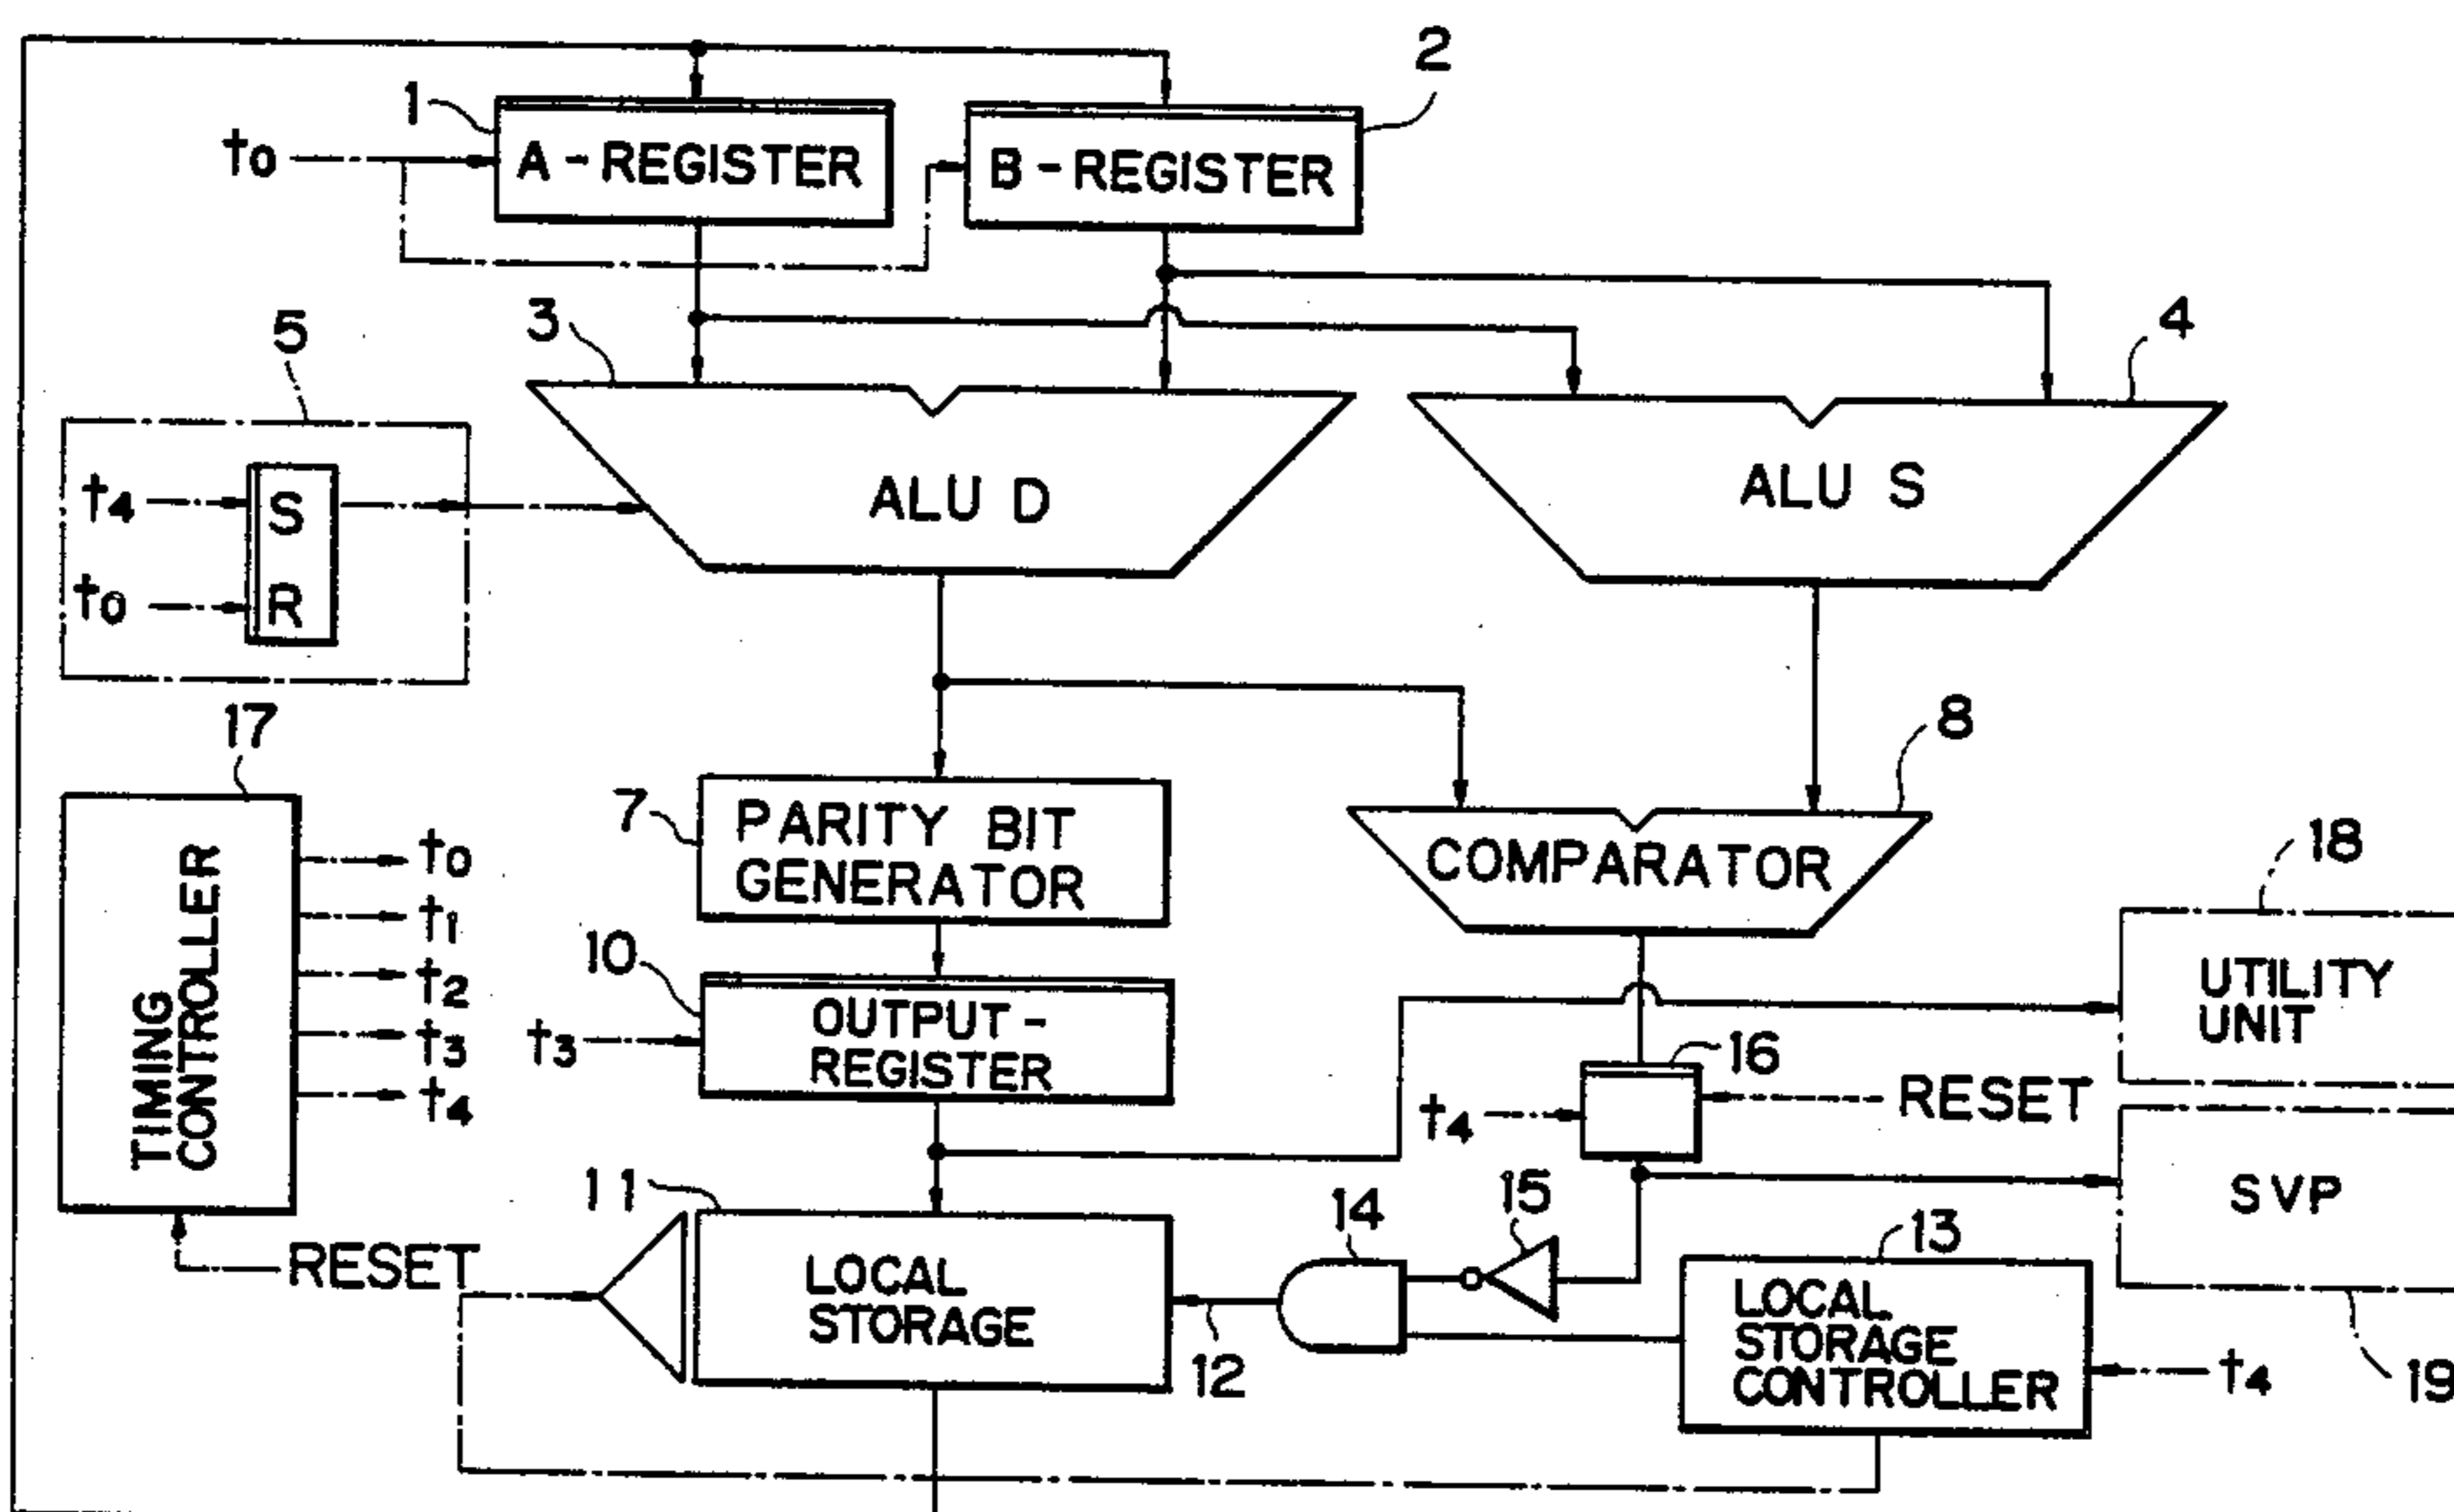 2
1
t0
A-REGISTER
B-REGISTER
3
4
5
t4
S
ALU D
ALU S
t0
R
17
8
7
PARITY BIT
GENERATOR
COMPARATOR
18
TIMING
CONTROLLER
t0
t1
t2
t3
t4
10
UTILITY
UNIT
t3
OUTPUT-
REGISTER
16
t4
RESET
11
15
14
SVP
13
RESET
LOCAL
STORAGE
LOCAL
STORAGE
CONTROLLER
12
t4
19